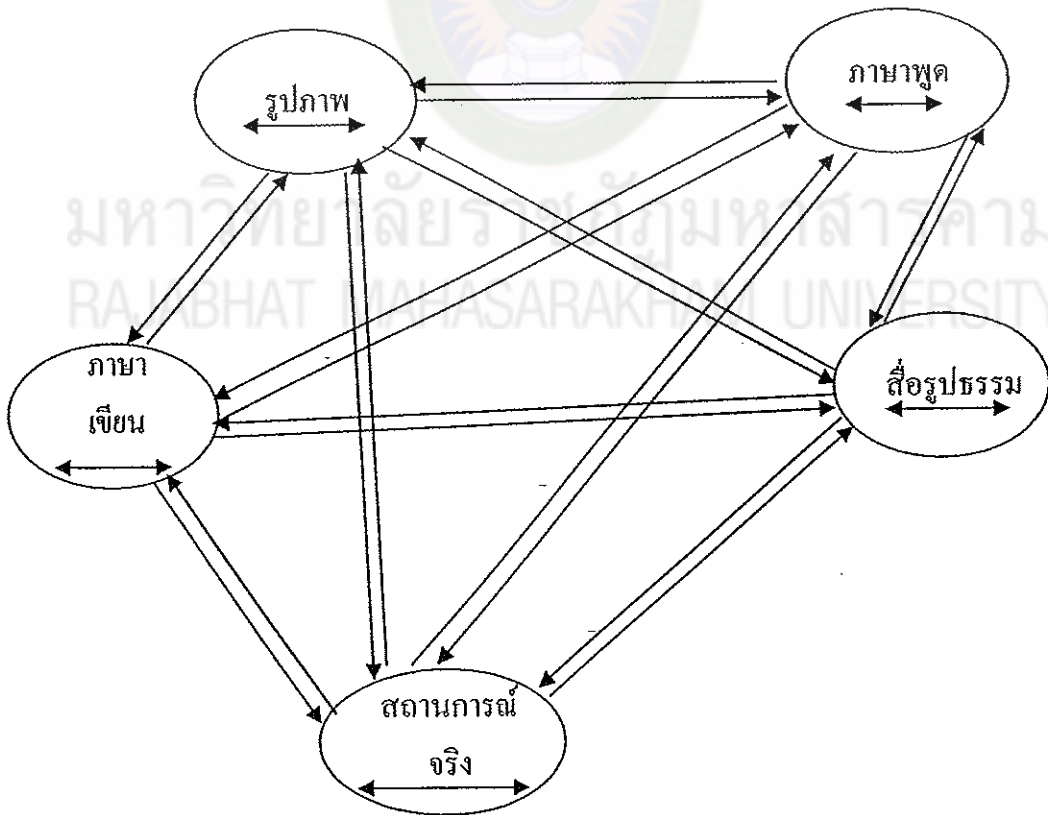 รูปภาพ
ภาษาพูด
มหาวิทยาลัยราชภัฏมหาสารคาม
RAJABHAT MAHASARAKHAM UNIVERSITY
ภาษา
เขียน
สื่อรูปธรรม
สถานการณ์
จริง